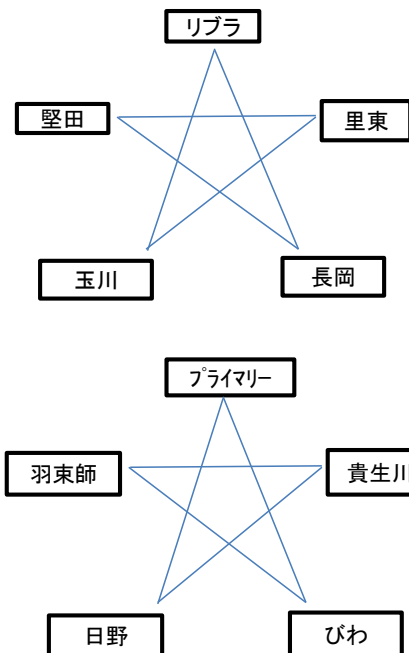 リブラ
堅田
里東
玉川
長岡
プライマリー
羽束師
貴生川
日野
びわ